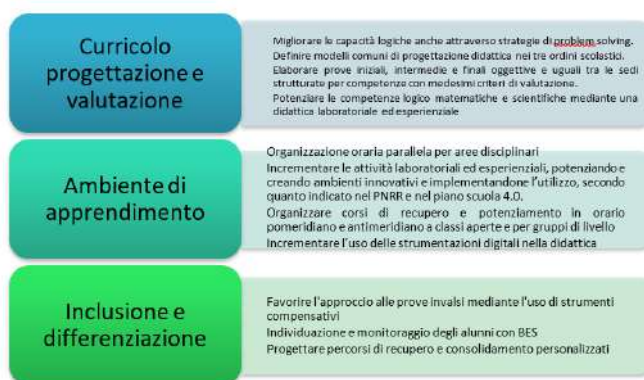 Curricolo
progettazione e
valutazione
Migliorare le capacità logiche anche attraverso strategie di problem solving.
Definire modelli comuni di progettazione didattica nei tre ordini scolastici.
Elaborare prove iniziali, intermedie e finali oggettive e uguali tra le sedi
strutturate per competenze con medesimi criteri di valutazione.
Potenziare le competenze logico matematiche e scientifiche mediante una
didattica laboratoriale ed esperienziale
Ambiente di
apprendimento
Organizzazione oraria parallela per aree disciplinari
Incrementare le attività laboratoriali ed esperienziali, potenziando e
creando ambienti innovativi e implementandone l'utilizzo, secondo
quanto indicato nel PNRR e nel piano scuola 4.0.
Organizzare corsi di recupero e potenziamento in orario
pomeridiano e antimeridiano a classi aperte e per gruppi di livello
Incrementare l'uso delle strumentazioni digitali nella didattica
Inclusione e
differenziazione
Favorire l'approccio alle prove invalsi mediante l'uso di strumenti
compensativi
Individuazione e monitoraggio degli alunni con BES
Progettare percorsi di recupero e consolidamento personalizzati